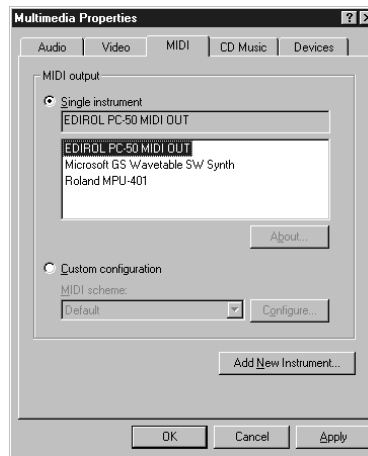 Multimedia Properties
Audio Video MIDI CD Music Devices
MIDI output
Single instrument
EDIROL PC-50 MIDI OUT
EDIROL PC-50 MIDI OUT
Microsoft GS Wavetable SW Synth
Roland MPU-401
About...
Custom configuration
MIDI scheme:
Default Configure...
Add New Instrument...
OK Cancel Apply